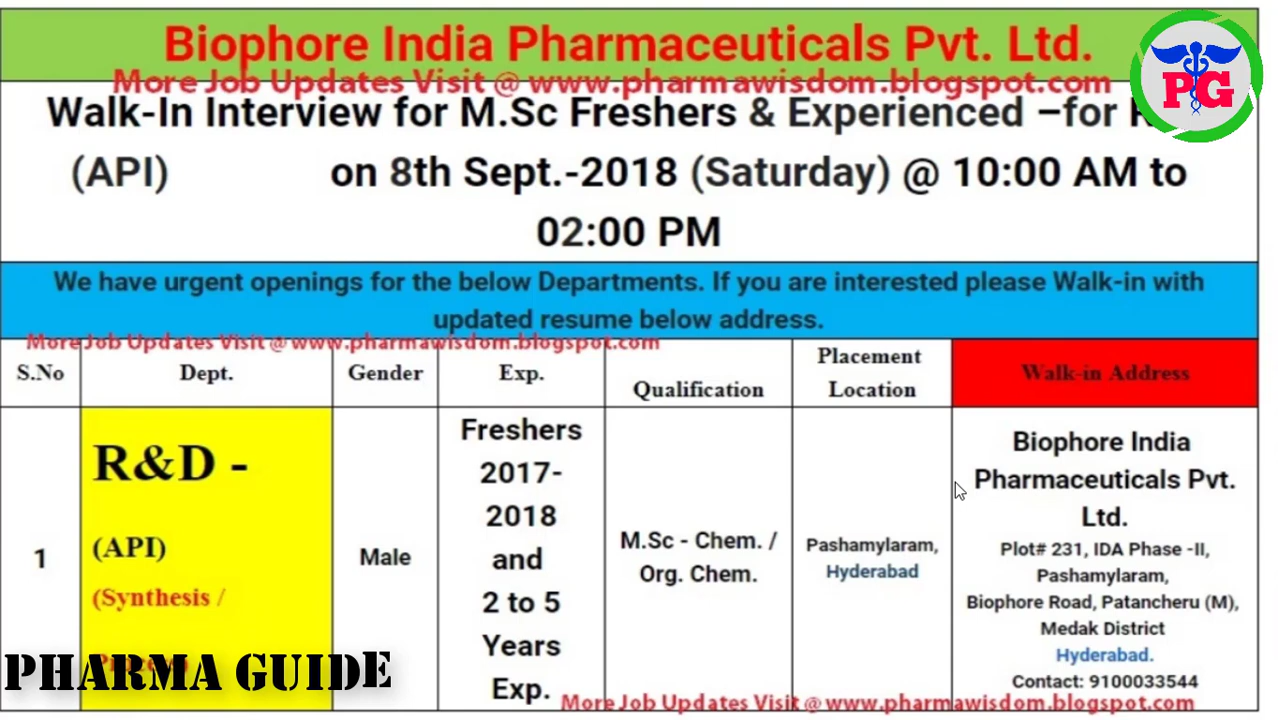 Biophore India Pharmaceuticals Pvt. Ltd.
More Job Updates Visit @ www.pharmawisdom.blogspot.com
PG
Walk-In Interview for M.Sc Freshers & Experienced –for
(API) on 8th Sept.-2018 (Saturday) @ 10:00 AM to
02:00 PM
We have urgent openings for the below Departments. If you are interested please Walk-in with
updated resume below address.
More Job Updates Visit @ www.pharmawisdom.blogspot.com
S.No
Dept.
Gender
Exp.
Qualification
Placement
Location
Walk-in Address
1
R&D -
(API)
(Synthesis /
Male
Freshers
2017-
2018
and
2 to 5
Years
Exp.
M.Sc - Chem. /
Org. Chem.
Pashamylaram,
Hyderabad
Biophore India
Pharmaceuticals Pvt.
Ltd.
Plot# 231, IDA Phase -II,
Pashamylaram,
Biophore Road, Patancheru (M),
Medak District
Hyderabad.
Contact: 9100033544
PHARMA GUIDE
More Job Updates Visit @ www.pharmawisdom.blogspot.com